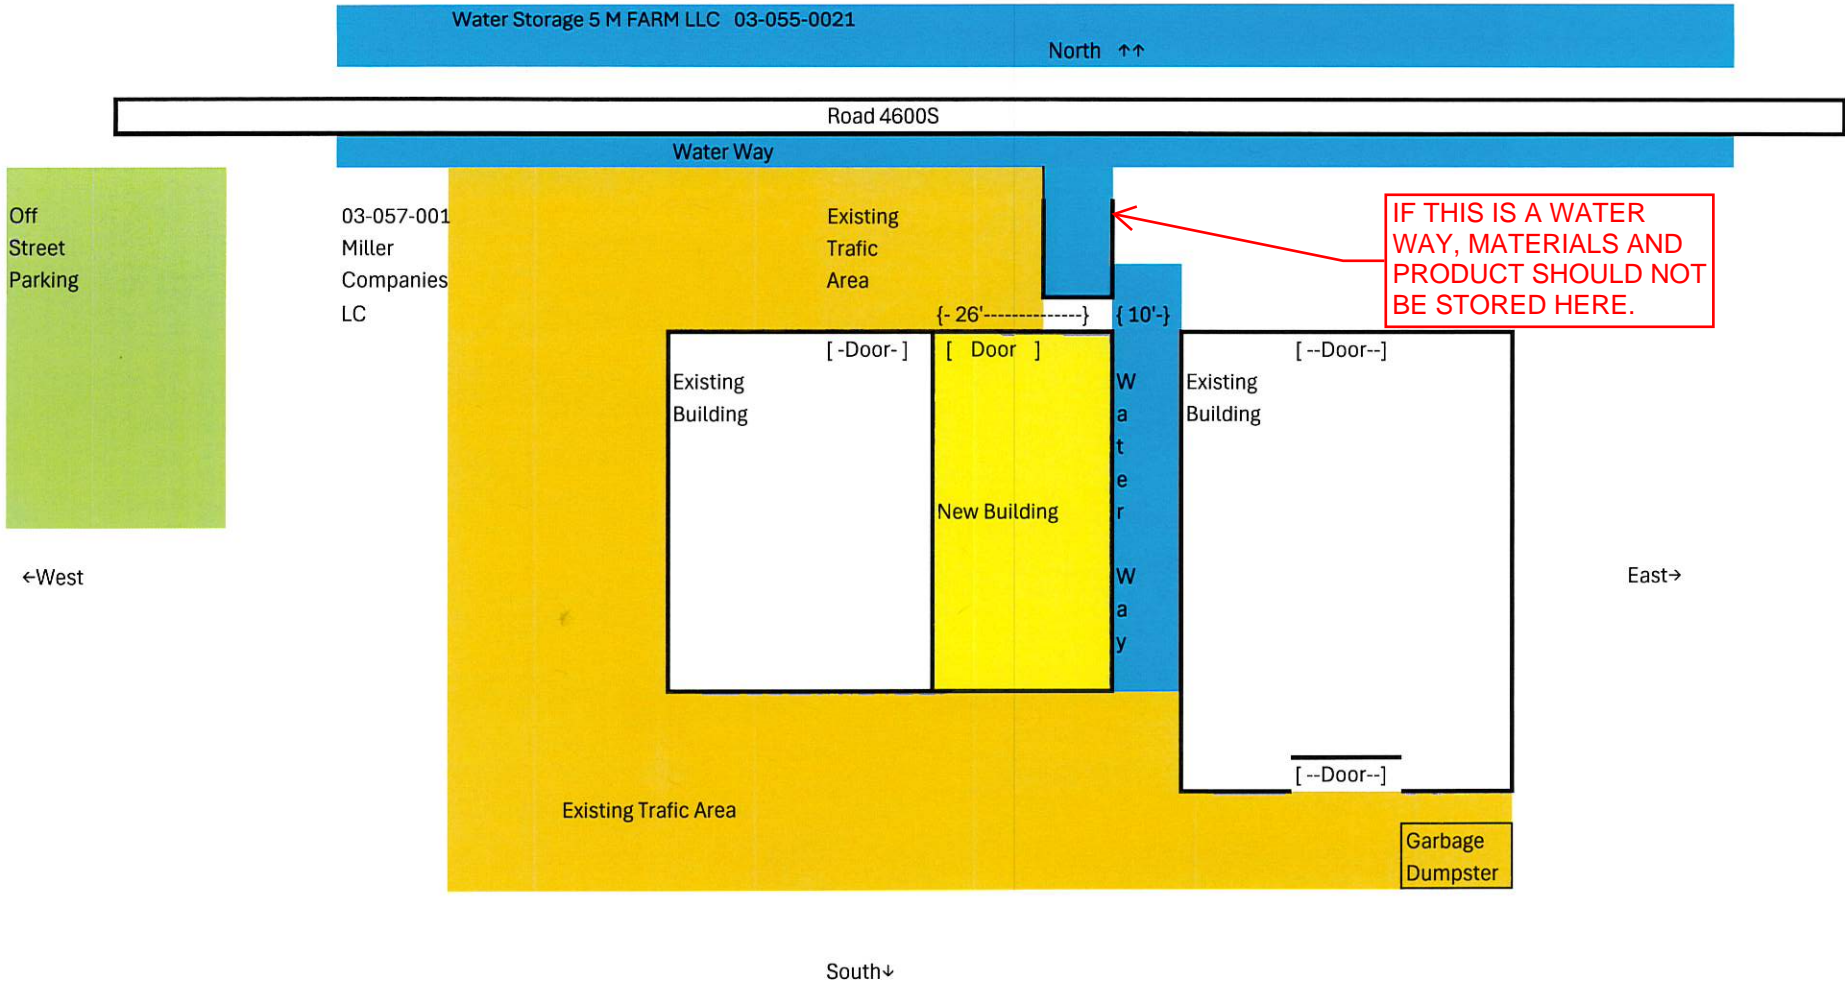 Water Storage 5 M FARM LLC 03-055-0021
North ↑↑
Road 4600S
Water Way
Off
Street
Parking
03-057-001
Miller
Companies
LC
Existing
Trafic
Area
IF THIS IS A WATER
WAY, MATERIALS AND
PRODUCT SHOULD NOT
BE STORED HERE.
{- 26'--------------}
{ 10'-}
[ -Door- ]
[ Door ]
[ --Door--]
Existing
Building
New Building
W
a
t
e
r
W
a
y
Existing
Building
←West
East→
[ --Door--]
Existing Trafic Area
Garbage
Dumpster
South↓